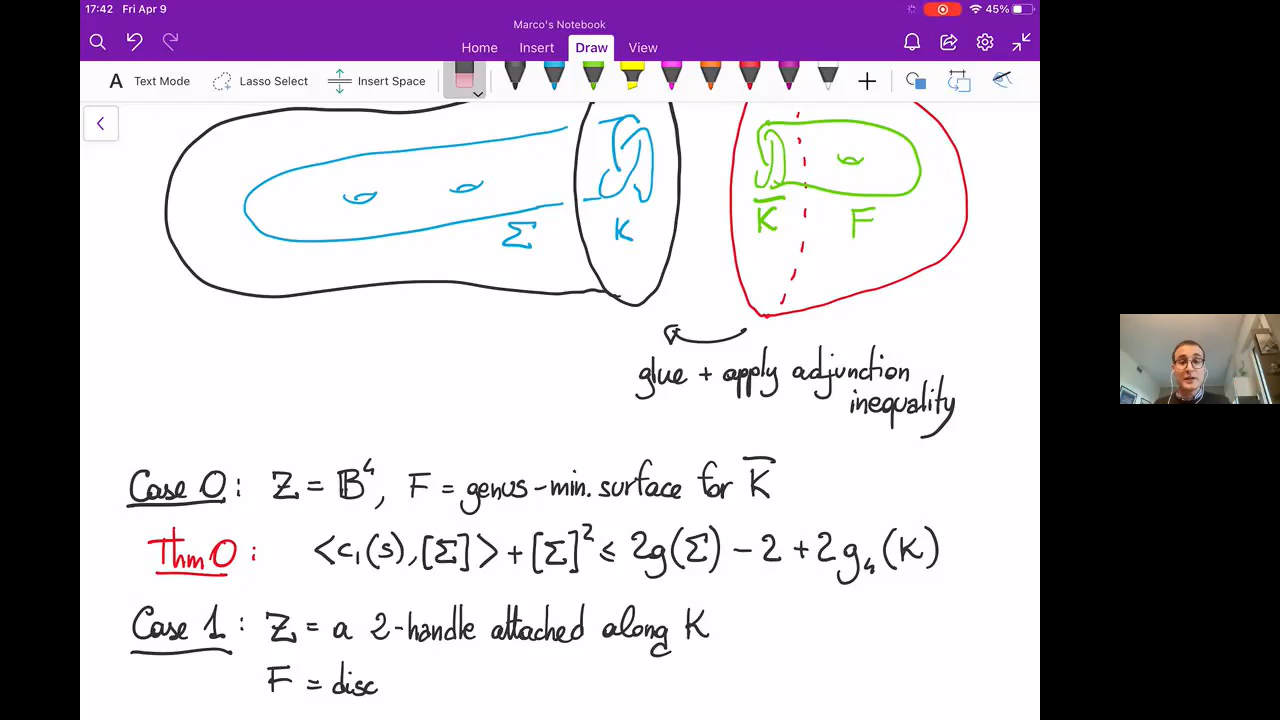 17:42 Fri Apr 9
45%
Marco's Notebook
Home Insert Draw View
A Text Mode Lasso Select Insert Space
Σ K
K̅ F
glue + apply adjunction
inequality
Case 0: Z = B⁴, F = genus-min. surface for K̅
Thm 0: <c₁(s), [Σ]> + [Σ]² ≤ 2g(Σ) − 2 + 2g₄(K)
Case 1: Z = a 2-handle attached along K
F = disc